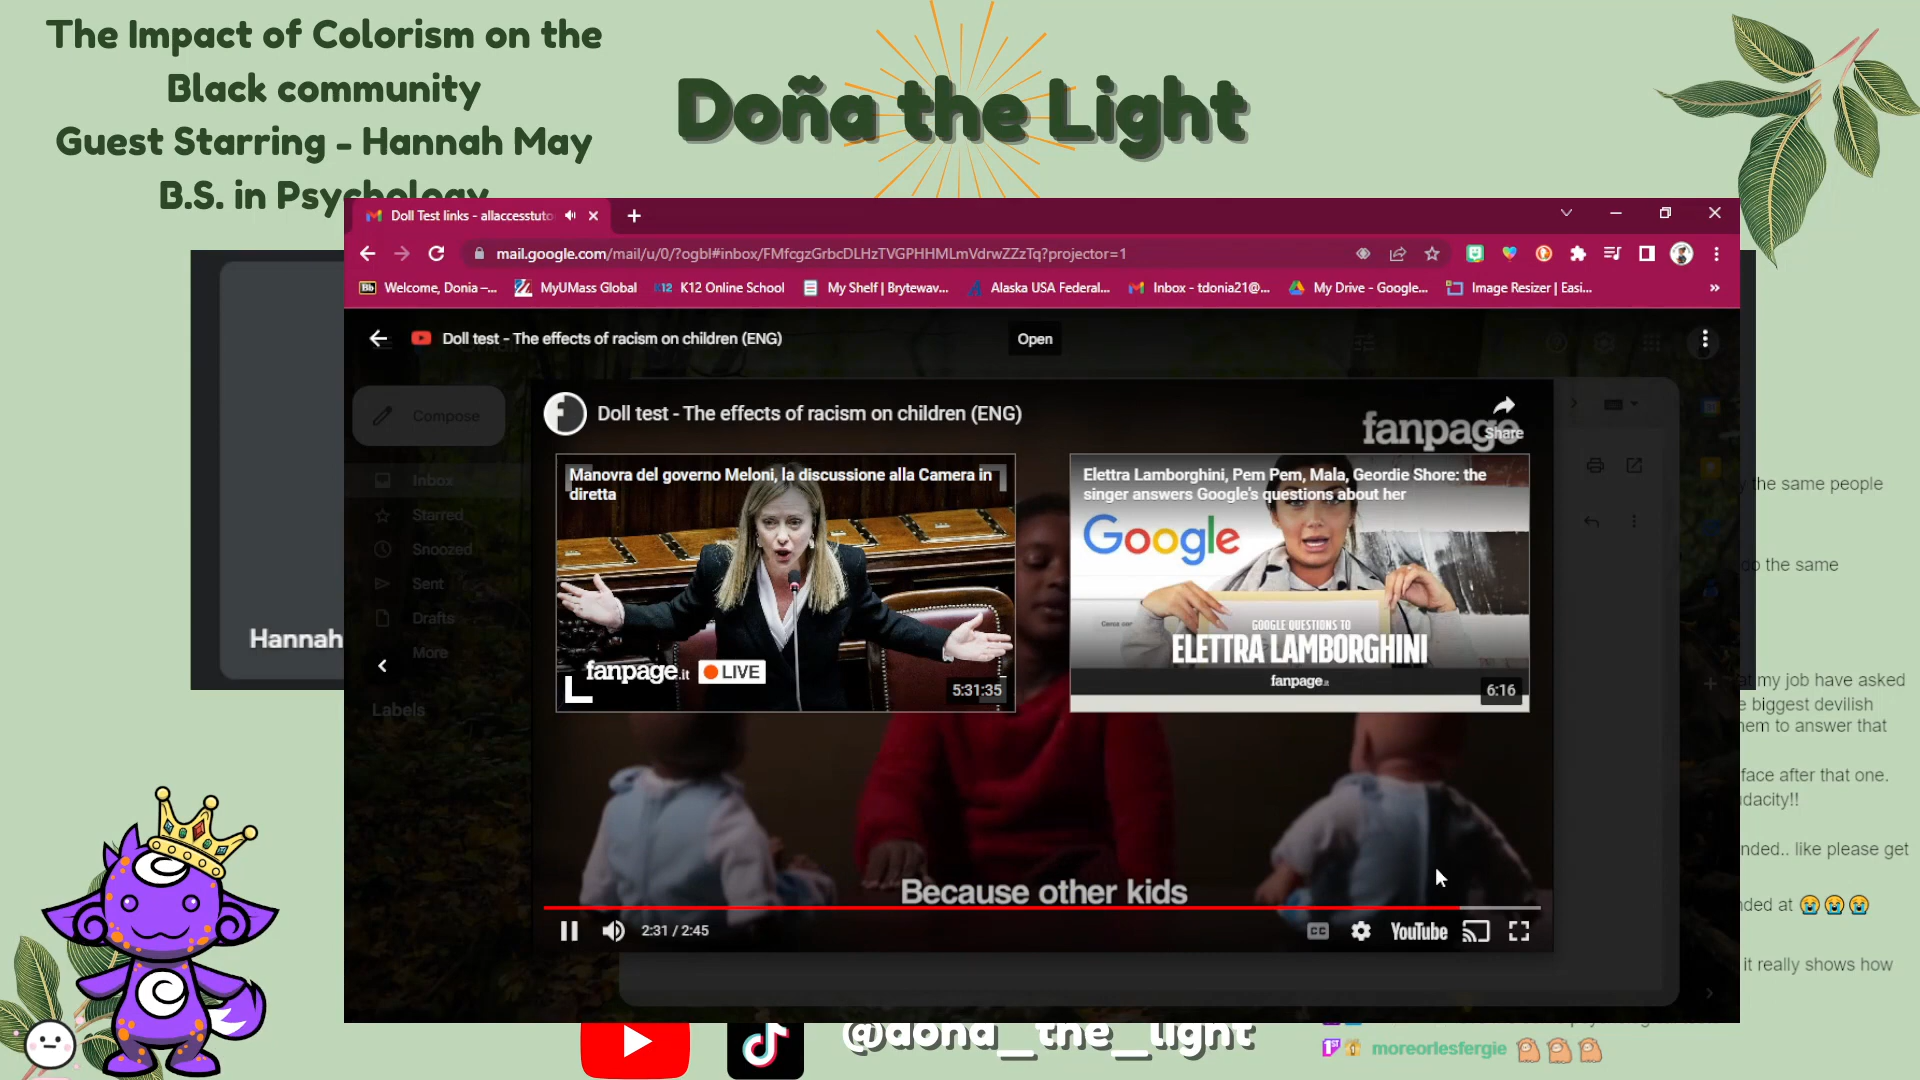 The Impact of Colorism on the
Black community
Guest Starring - Hannah May
B.S. in Psychology
Doña the Light
Doll Test links - allaccesstuto
mail.google.com/mail/u/0/?ogbl#inbox/FMfcgzGrbcDLHzTVGPHHMLmVdrwZZzTq?projector=1
Welcome, Donia –...
MyUMass Global
K12 Online School
My Shelf | Brytewav...
Alaska USA Federal...
Inbox - tdonia21@...
My Drive - Google...
Image Resizer | Easi...
»
Doll test - The effects of racism on children (ENG)
Open
Compose
Inbox
Starred
Snoozed
Sent
Drafts
More
Labels
Doll test - The effects of racism on children (ENG)
fanpage
Share
Manovra del governo Meloni, la discussione alla Camera in
diretta
fanpage.it
LIVE
5:31:35
Elettra Lamborghini, Pem Pem, Mala, Geordie Shore: the
singer answers Google's questions about her
Google
GOOGLE QUESTIONS TO
ELETTRA LAMBORGHINI
fanpage.it
6:16
Because other kids
2:31 / 2:45
CC
YouTube
Hannah
the same people
the same
my job have asked
biggest devilish
to answer that
face after that one.
like please get
at 😭😭😭
it really shows how
@dona_the_light
1ST
moreorlesfergie